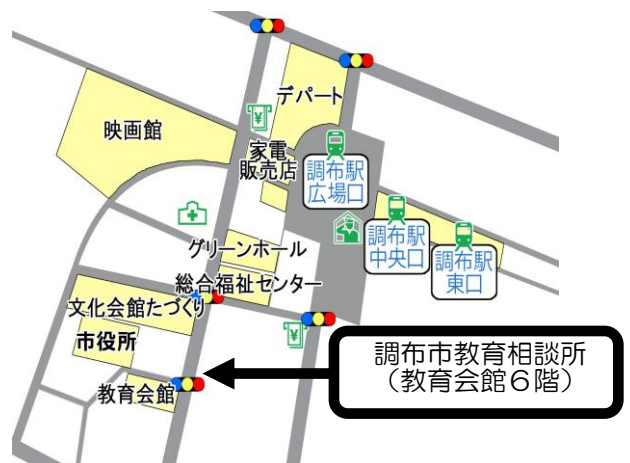 デパート
映画館
¥
家電
販売店
調布駅
広場口
調布駅
中央口
調布駅
東口
グリーンホール
総合福祉センター
文化会館たづくり
¥
市役所
教育会館
調布市教育相談所
（教育会館６階）